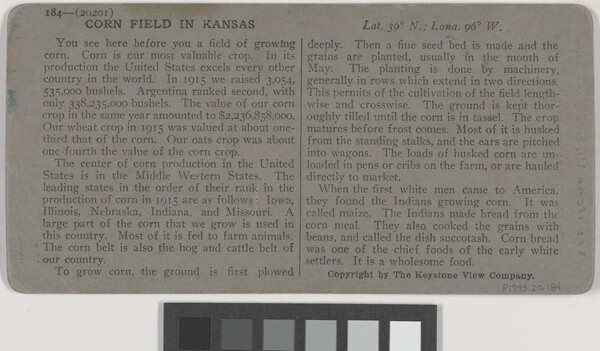 184—(20201)
CORN FIELD IN KANSAS
Lat. 39° N.; Long. 96° W.
You see here before you a field of growing
corn. Corn is our most valuable crop. In its
production the United States excels every other
country in the world. In 1915 we raised 3,054,
535,000 bushels. Argentina ranked second, with
only 338,235,000 bushels. The value of our corn
crop in the same year amounted to $2,236,858,000.
Our wheat crop in 1915 was valued at about one-
third that of the corn. Our oats crop was about
one-fourth the value of the corn crop.
The center of corn production in the United
States is in the Middle Western States. The
leading states in the order of their rank in the
production of corn in 1915 are as follows: Iowa,
Illinois, Nebraska, Indiana, and Missouri. A
large part of the corn that we grow is used in
this country. Most of it is fed to farm animals.
The corn belt is also the hog and cattle belt of
our country.
To grow corn, the ground is first plowed
deeply. Then a fine seed bed is made and the
grains are planted, usually in the month of
May. The planting is done by machinery,
generally in rows which extend in two directions.
This permits of the cultivation of the field length-
wise and crosswise. The ground is kept thor-
oughly tilled until the corn is in tassel. The crop
matures before frost comes. Most of it is husked
from the standing stalks, and the ears are pitched
into wagons. The loads of husked corn are un-
loaded in pens or cribs on the farm, or are hauled
directly to market.
When the first white men came to America,
they found the Indians growing corn. It was
called maize. The Indians made bread from the
corn meal. They also cooked the grains with
beans, and called the dish succotash. Corn bread
was one of the chief foods of the early white
settlers. It is a wholesome food.
Copyright by The Keystone View Company.
P1993.20.184